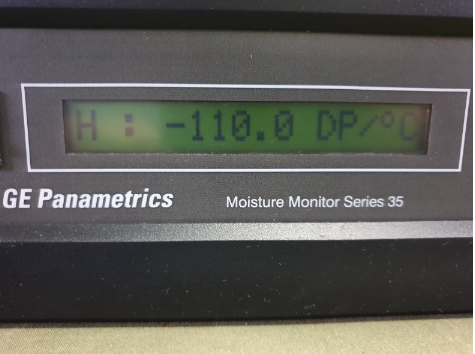 H : -110.0 DP/°C
GE Panametrics
Moisture Monitor Series 35